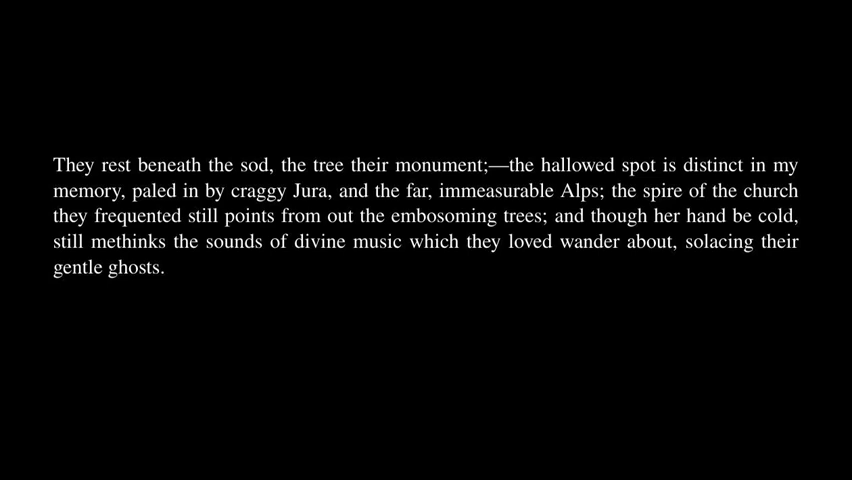 They rest beneath the sod, the tree their monument;—the hallowed spot is distinct in my
memory, paled in by craggy Jura, and the far, immeasurable Alps; the spire of the church
they frequented still points from out the embosoming trees; and though her hand be cold,
still methinks the sounds of divine music which they loved wander about, solacing their
gentle ghosts.